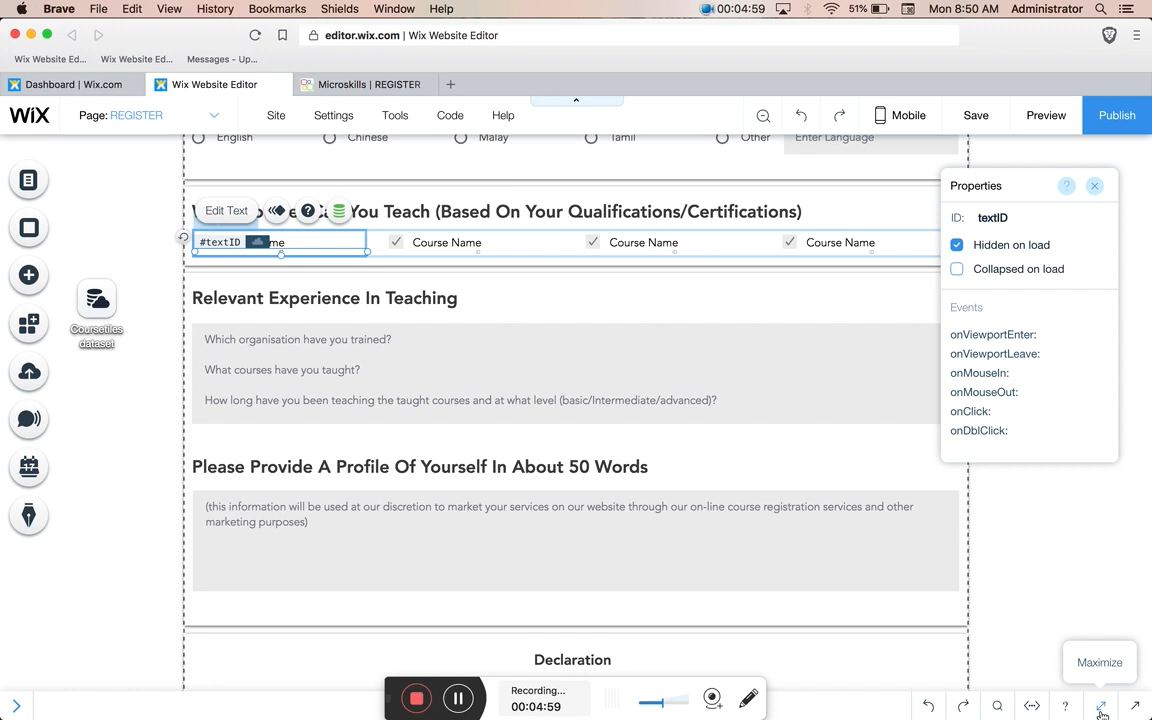 Brave File Edit View History Bookmarks Shields Window Help 00:04:59 51% Mon 8:50 AM Administrator
editor.wix.com | Wix Website Editor
Wix Website Ed... Wix Website Ed... Messages - Up...
Dashboard | Wix.com Wix Website Editor Microskills | REGISTER
WiX Page: REGISTER Site Settings Tools Code Help Mobile Save Preview Publish
English Chinese Malay Tamil Other Enter Language
You Teach (Based On Your Qualifications/Certifications)
Edit Text
#textID me Course Name Course Name Course Name
Coursetiles
dataset
Relevant Experience In Teaching
Which organisation have you trained?
What courses have you taught?
How long have you been teaching the taught courses and at what level (basic/Intermediate/advanced)?
Please Provide A Profile Of Yourself In About 50 Words
(this information will be used at our discretion to market your services on our website through our on-line course registration services and other
marketing purposes)
Declaration
Properties ?
ID: textID
Hidden on load
Collapsed on load
Events
onViewportEnter:
onViewportLeave:
onMouseIn:
onMouseOut:
onClick:
onDblClick:
Maximize
Recording...
00:04:59
?